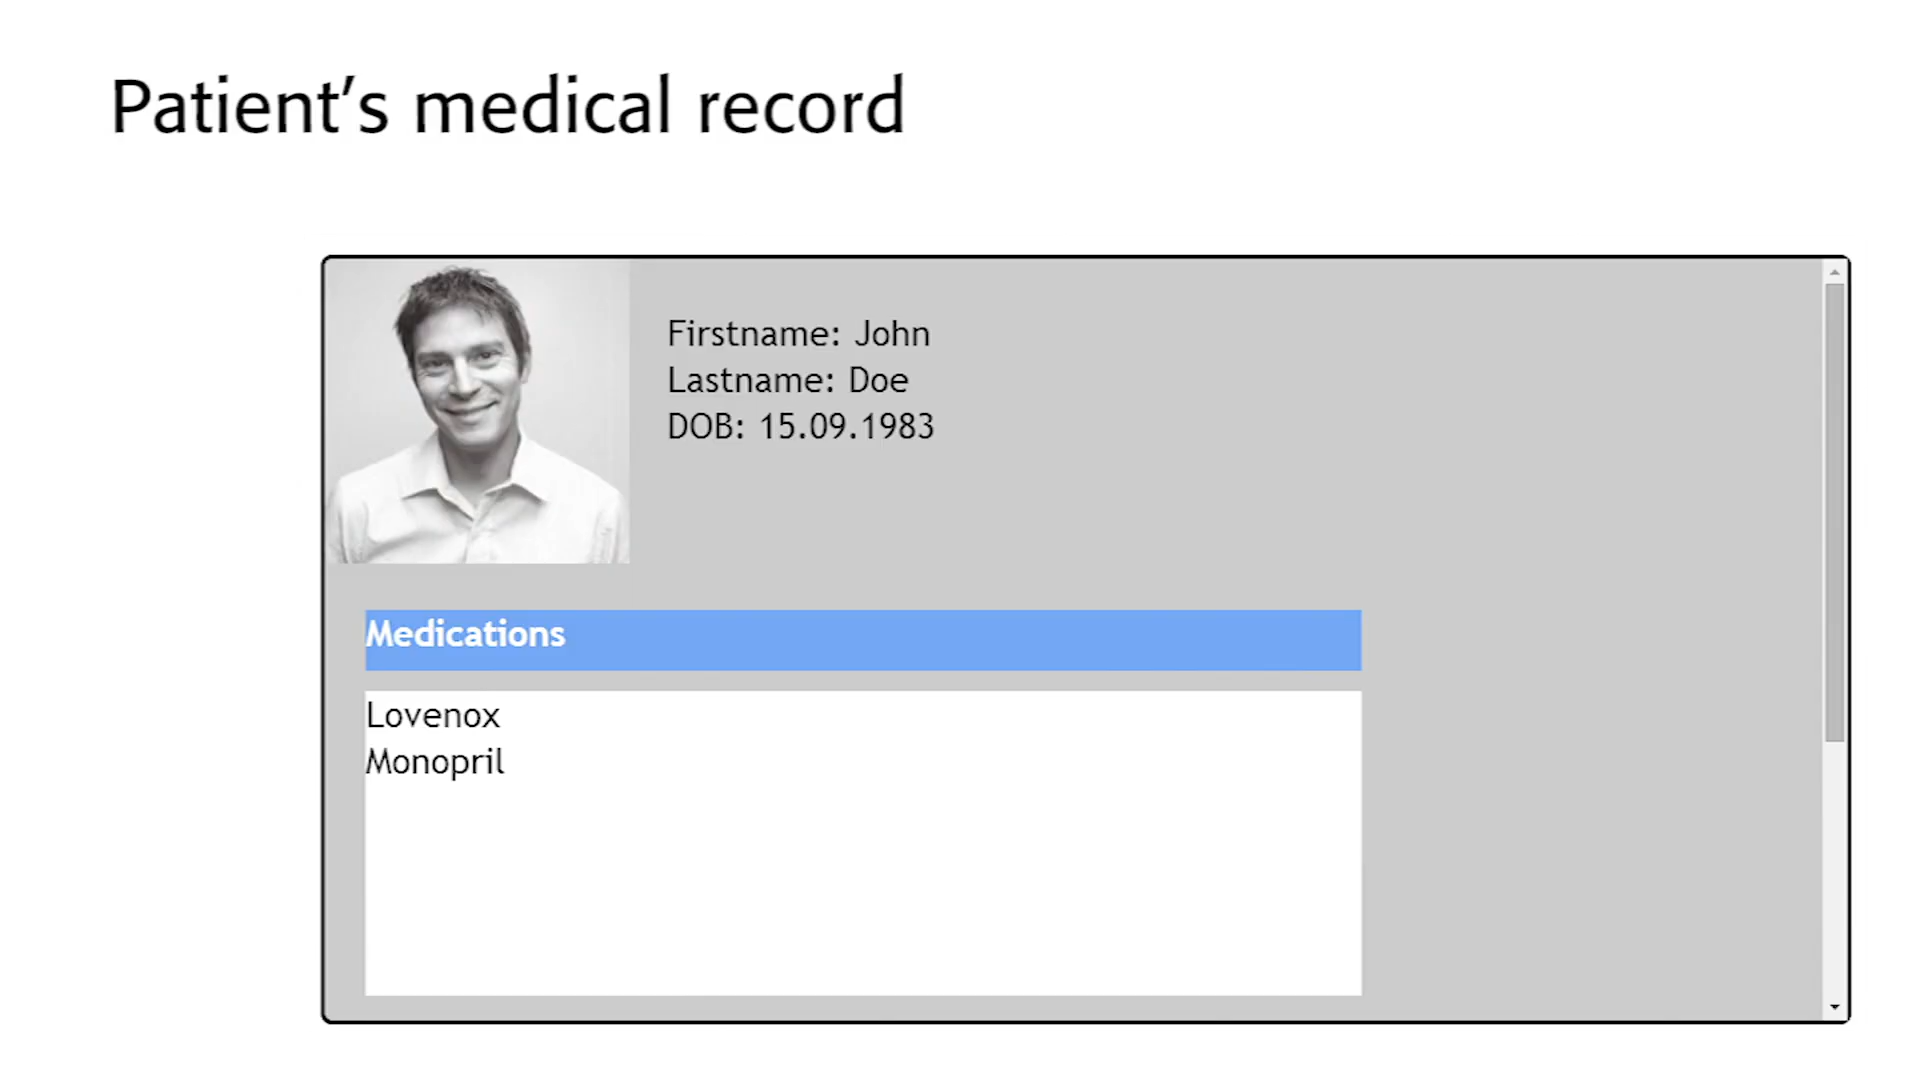 Patient’s medical record
Firstname: John
Lastname: Doe
DOB: 15.09.1983
Medications
Lovenox
Monopril